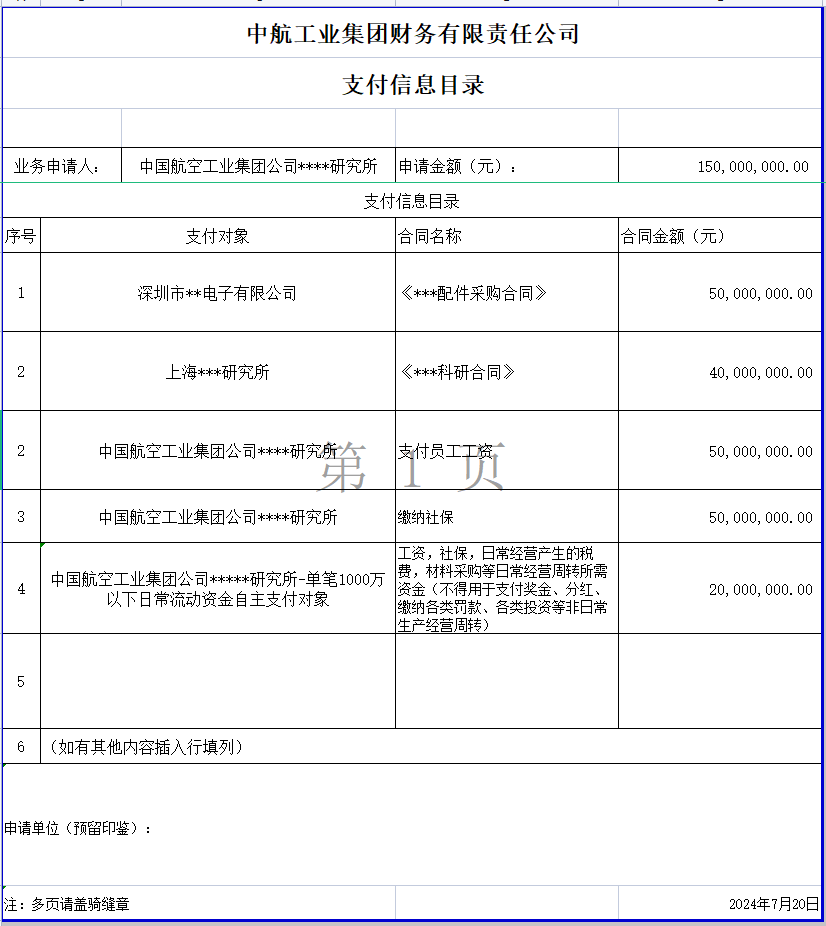 中航工业集团财务有限责任公司
支付信息目录
业务申请人： 中国航空工业集团公司****研究所 申请金额（元）： 150,000,000.00
支付信息目录
序号 支付对象 合同名称 合同金额（元）
1 深圳市**电子有限公司 《***配件采购合同》 50,000,000.00
2 上海***研究所 《***科研合同》 40,000,000.00
2 中国航空工业集团公司****研究所 支付员工工资 50,000,000.00
第 1 页
3 中国航空工业集团公司****研究所 缴纳社保 50,000,000.00
4 中国航空工业集团公司*****研究所-单笔1000万
以下日常流动资金自主支付对象
工资，社保，日常经营产生的税
费，材料采购等日常经营周转所需
资金（不得用于支付奖金、分红、
缴纳各类罚款、各类投资等非日常
生产经营周转）
20,000,000.00
5
6 （如有其他内容插入行填列）
申请单位（预留印鉴）：
注：多页请盖骑缝章 2024年7月20日